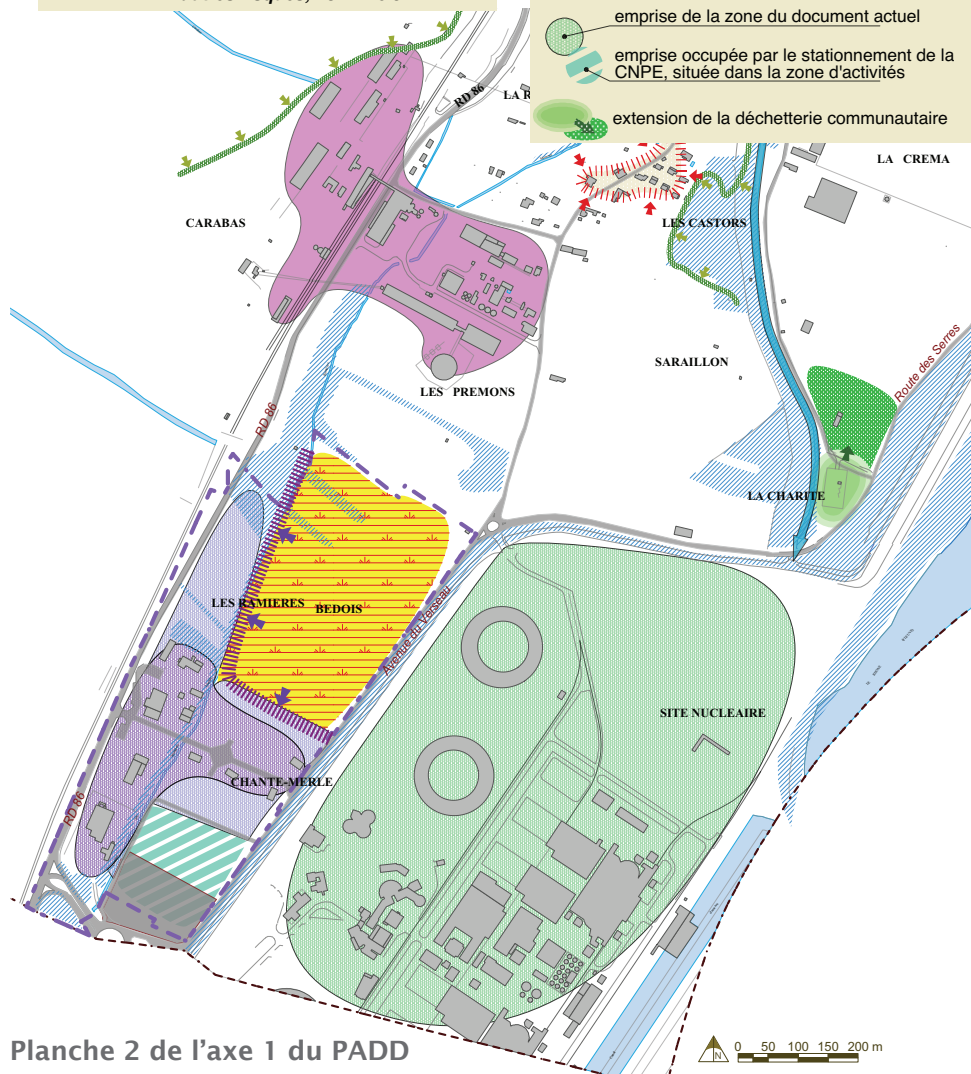 emprise de la zone du document actuel
emprise occupée par le stationnement de la
CNPE, située dans la zone d'activités
extension de la déchetterie communautaire
RD 86
LA R
LA CREMA
CARABAS
LES CASTORS
SARAILLON
Route des Serres
LES PREMONS
RD 86
LA CHARITE
LES RAMIERES
BEDOIS
Avenue du Verseau
SITE NUCLEAIRE
CHANTE-MERLE
RD 86
Planche 2 de l'axe 1 du PADD
N
0 50 100 150 200 m